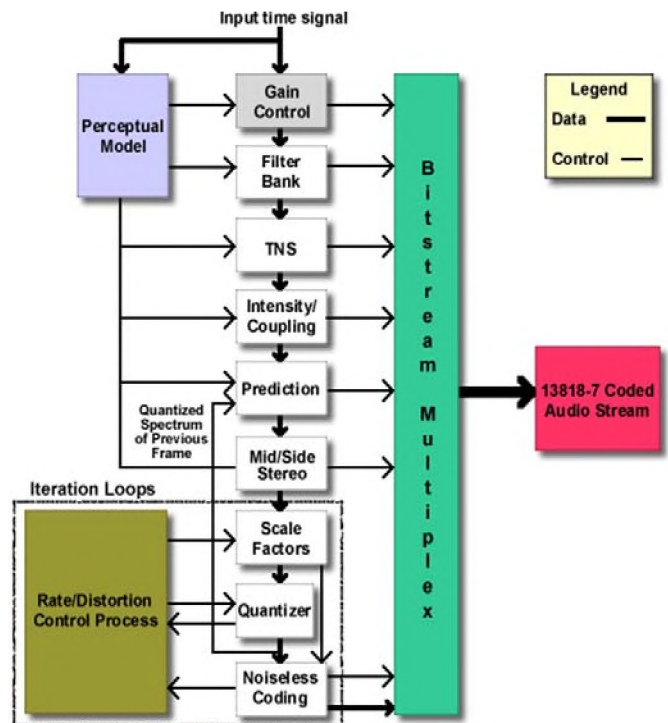 Input time signal
Perceptual
Model
Gain
Control
Filter
Bank
TNS
Intensity/
Coupling
Prediction
Quantized
Spectrum
of Previous
Frame
Mid/Side
Stereo
Iteration Loops
Rate/Distortion
Control Process
Scale
Factors
Quantizer
Noiseless
Coding
Bitstream Multiplex
Legend
Data
Control
13818-7 Coded
Audio Stream